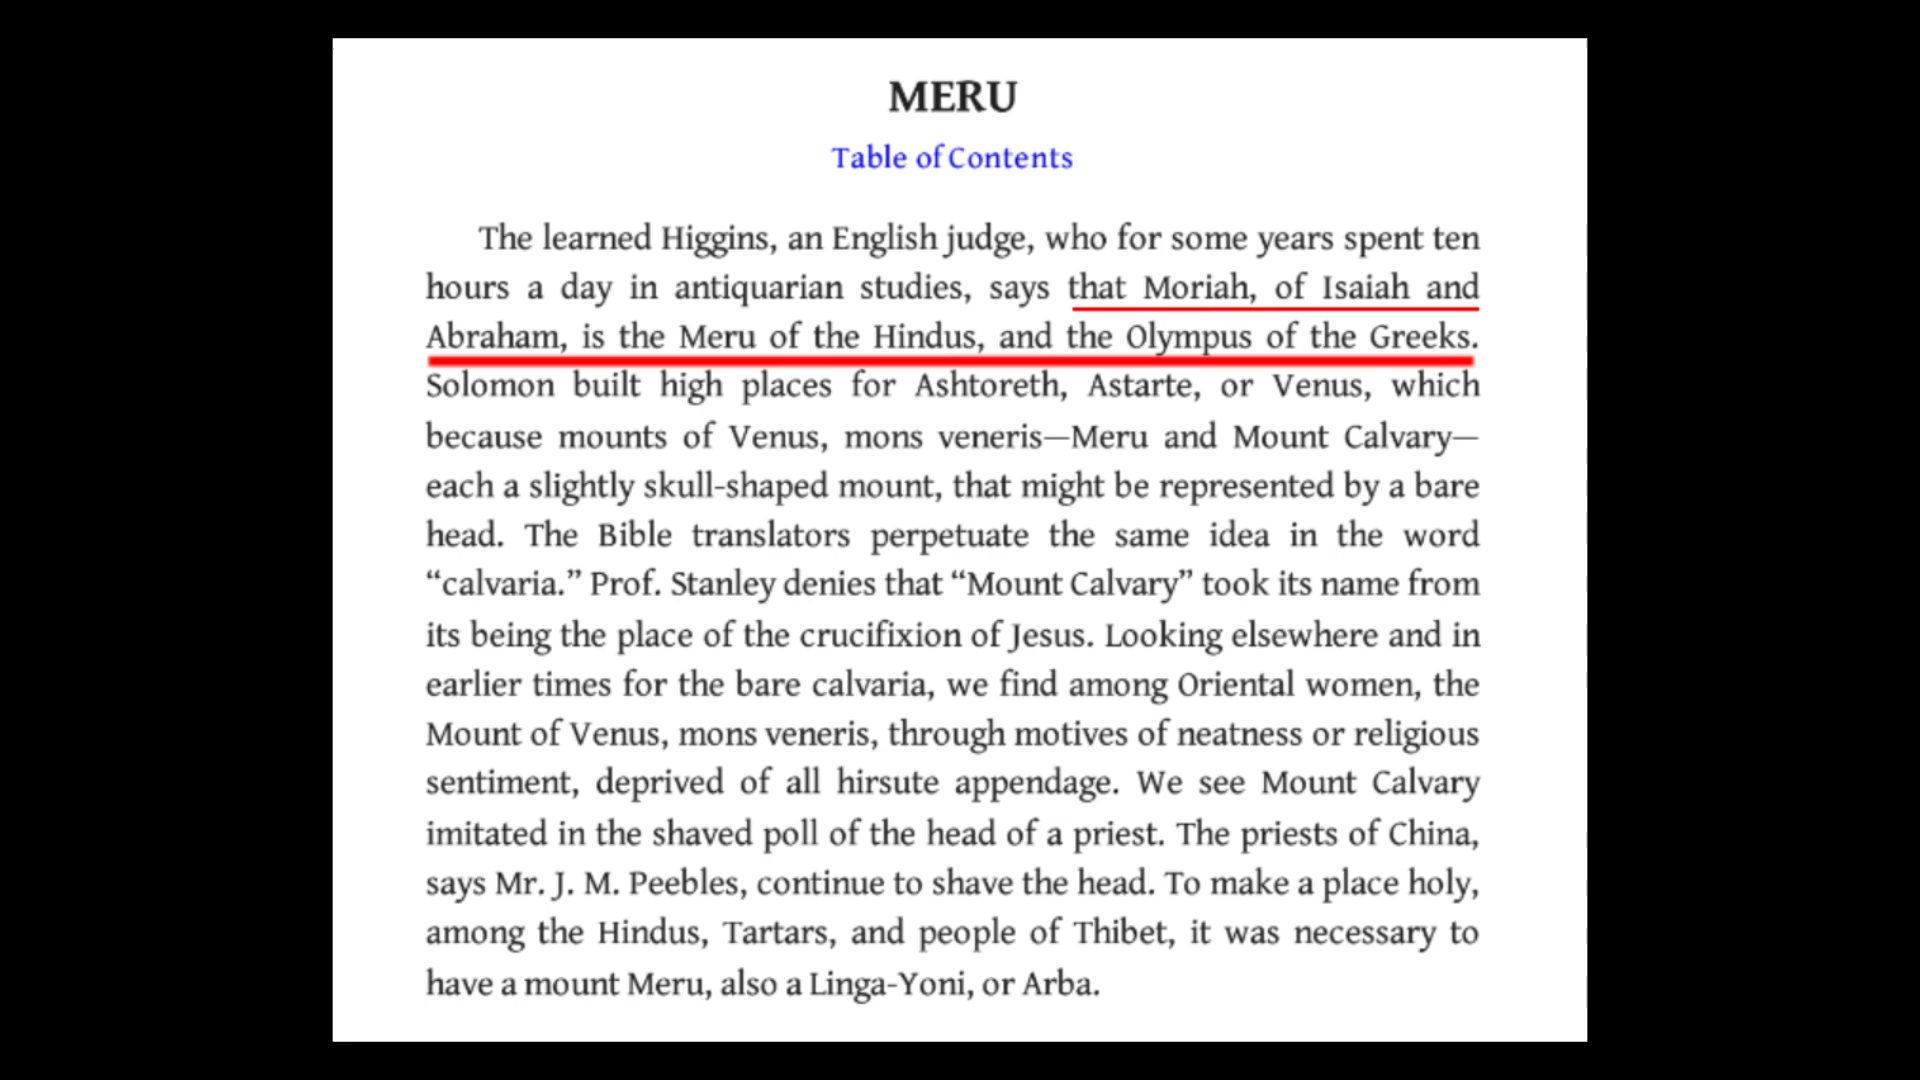 MERU
Table of Contents
The learned Higgins, an English judge, who for some years spent ten
hours a day in antiquarian studies, says that Moriah, of Isaiah and
Abraham, is the Meru of the Hindus, and the Olympus of the Greeks.
Solomon built high places for Ashtoreth, Astarte, or Venus, which
because mounts of Venus, mons veneris—Meru and Mount Calvary—
each a slightly skull-shaped mount, that might be represented by a bare
head. The Bible translators perpetuate the same idea in the word
“calvaria.” Prof. Stanley denies that “Mount Calvary” took its name from
its being the place of the crucifixion of Jesus. Looking elsewhere and in
earlier times for the bare calvaria, we find among Oriental women, the
Mount of Venus, mons veneris, through motives of neatness or religious
sentiment, deprived of all hirsute appendage. We see Mount Calvary
imitated in the shaved poll of the head of a priest. The priests of China,
says Mr. J. M. Peebles, continue to shave the head. To make a place holy,
among the Hindus, Tartars, and people of Thibet, it was necessary to
have a mount Meru, also a Linga-Yoni, or Arba.